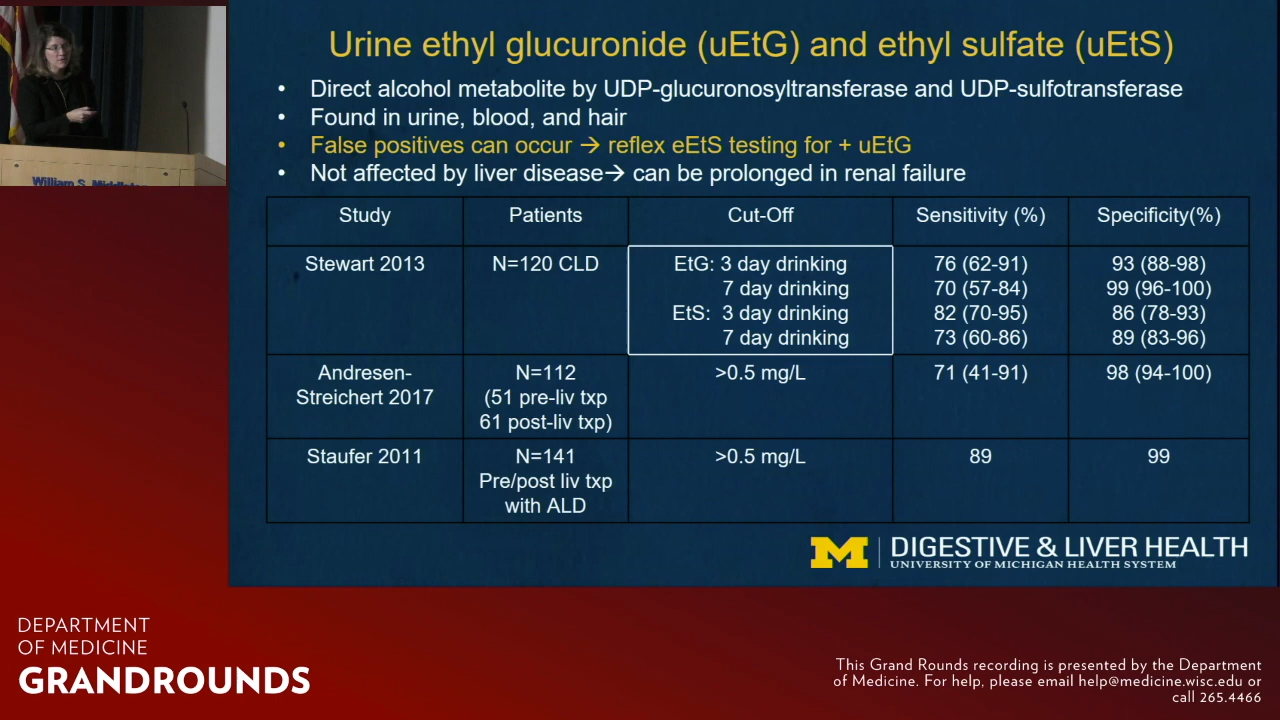 Urine ethyl glucuronide (uEtG) and ethyl sulfate (uEtS)
• Direct alcohol metabolite by UDP-glucuronosyltransferase and UDP-sulfotransferase
• Found in urine, blood, and hair
• False positives can occur → reflex eEtS testing for + uEtG
• Not affected by liver disease→ can be prolonged in renal failure
Study Patients Cut-Off Sensitivity (%) Specificity(%)
Stewart 2013 N=120 CLD EtG: 3 day drinking 76 (62-91) 93 (88-98)
7 day drinking 70 (57-84) 99 (96-100)
EtS: 3 day drinking 82 (70-95) 86 (78-93)
7 day drinking 73 (60-86) 89 (83-96)
Andresen- N=112 >0.5 mg/L 71 (41-91) 98 (94-100)
Streichert 2017 (51 pre-liv txp
61 post-liv txp)
Staufer 2011 N=141 >0.5 mg/L 89 99
Pre/post liv txp
with ALD
M DIGESTIVE & LIVER HEALTH
UNIVERSITY OF MICHIGAN HEALTH SYSTEM
William S.
DEPARTMENT
OF MEDICINE
GRANDROUNDS
This Grand Rounds recording is presented by the Department
of Medicine. For help, please email help@medicine.wisc.edu or
call 265.4466